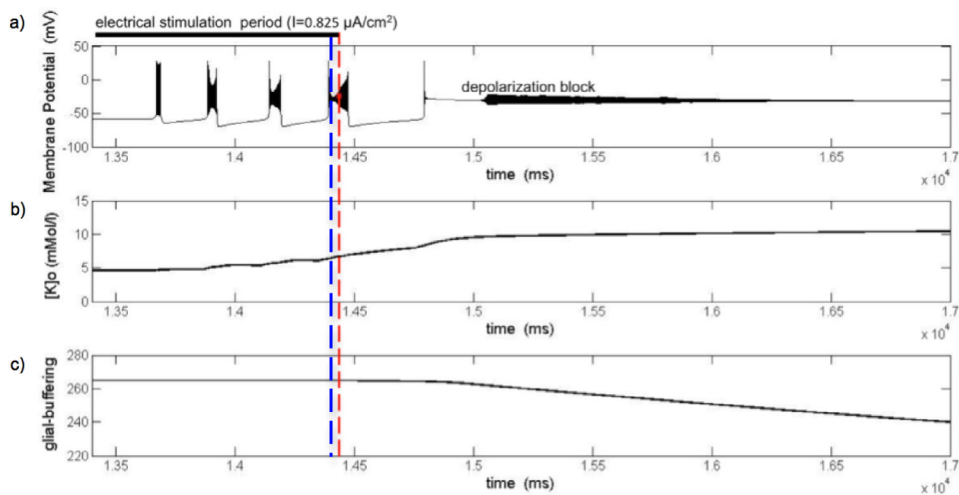 a)
electrical stimulation period (I=0.825 µA/cm²)
Membrane Potential (mV)
50
0
-50
-100
depolarization block
1.35 1.4 1.45 1.5 1.55 1.6 1.65 1.7
time (ms)
x 10⁴
b)
[K]o (mMol/l)
15
10
5
0
1.35 1.4 1.45 1.5 1.55 1.6 1.65 1.7
time (ms)
x 10⁴
c)
glial-buffering
280
260
240
220
1.35 1.4 1.45 1.5 1.55 1.6 1.65 1.7
time (ms)
x 10⁴